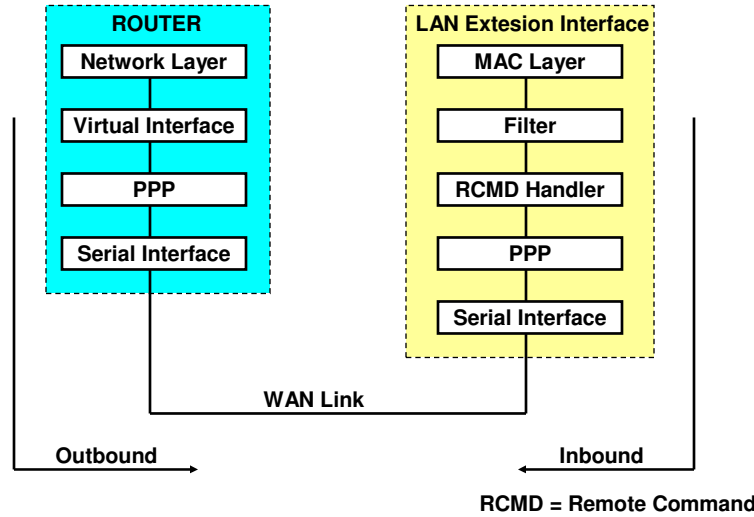 ROUTER
Network Layer
Virtual Interface
PPP
Serial Interface
LAN Extesion Interface
MAC Layer
Filter
RCMD Handler
PPP
Serial Interface
WAN Link
Outbound
Inbound
RCMD = Remote Command